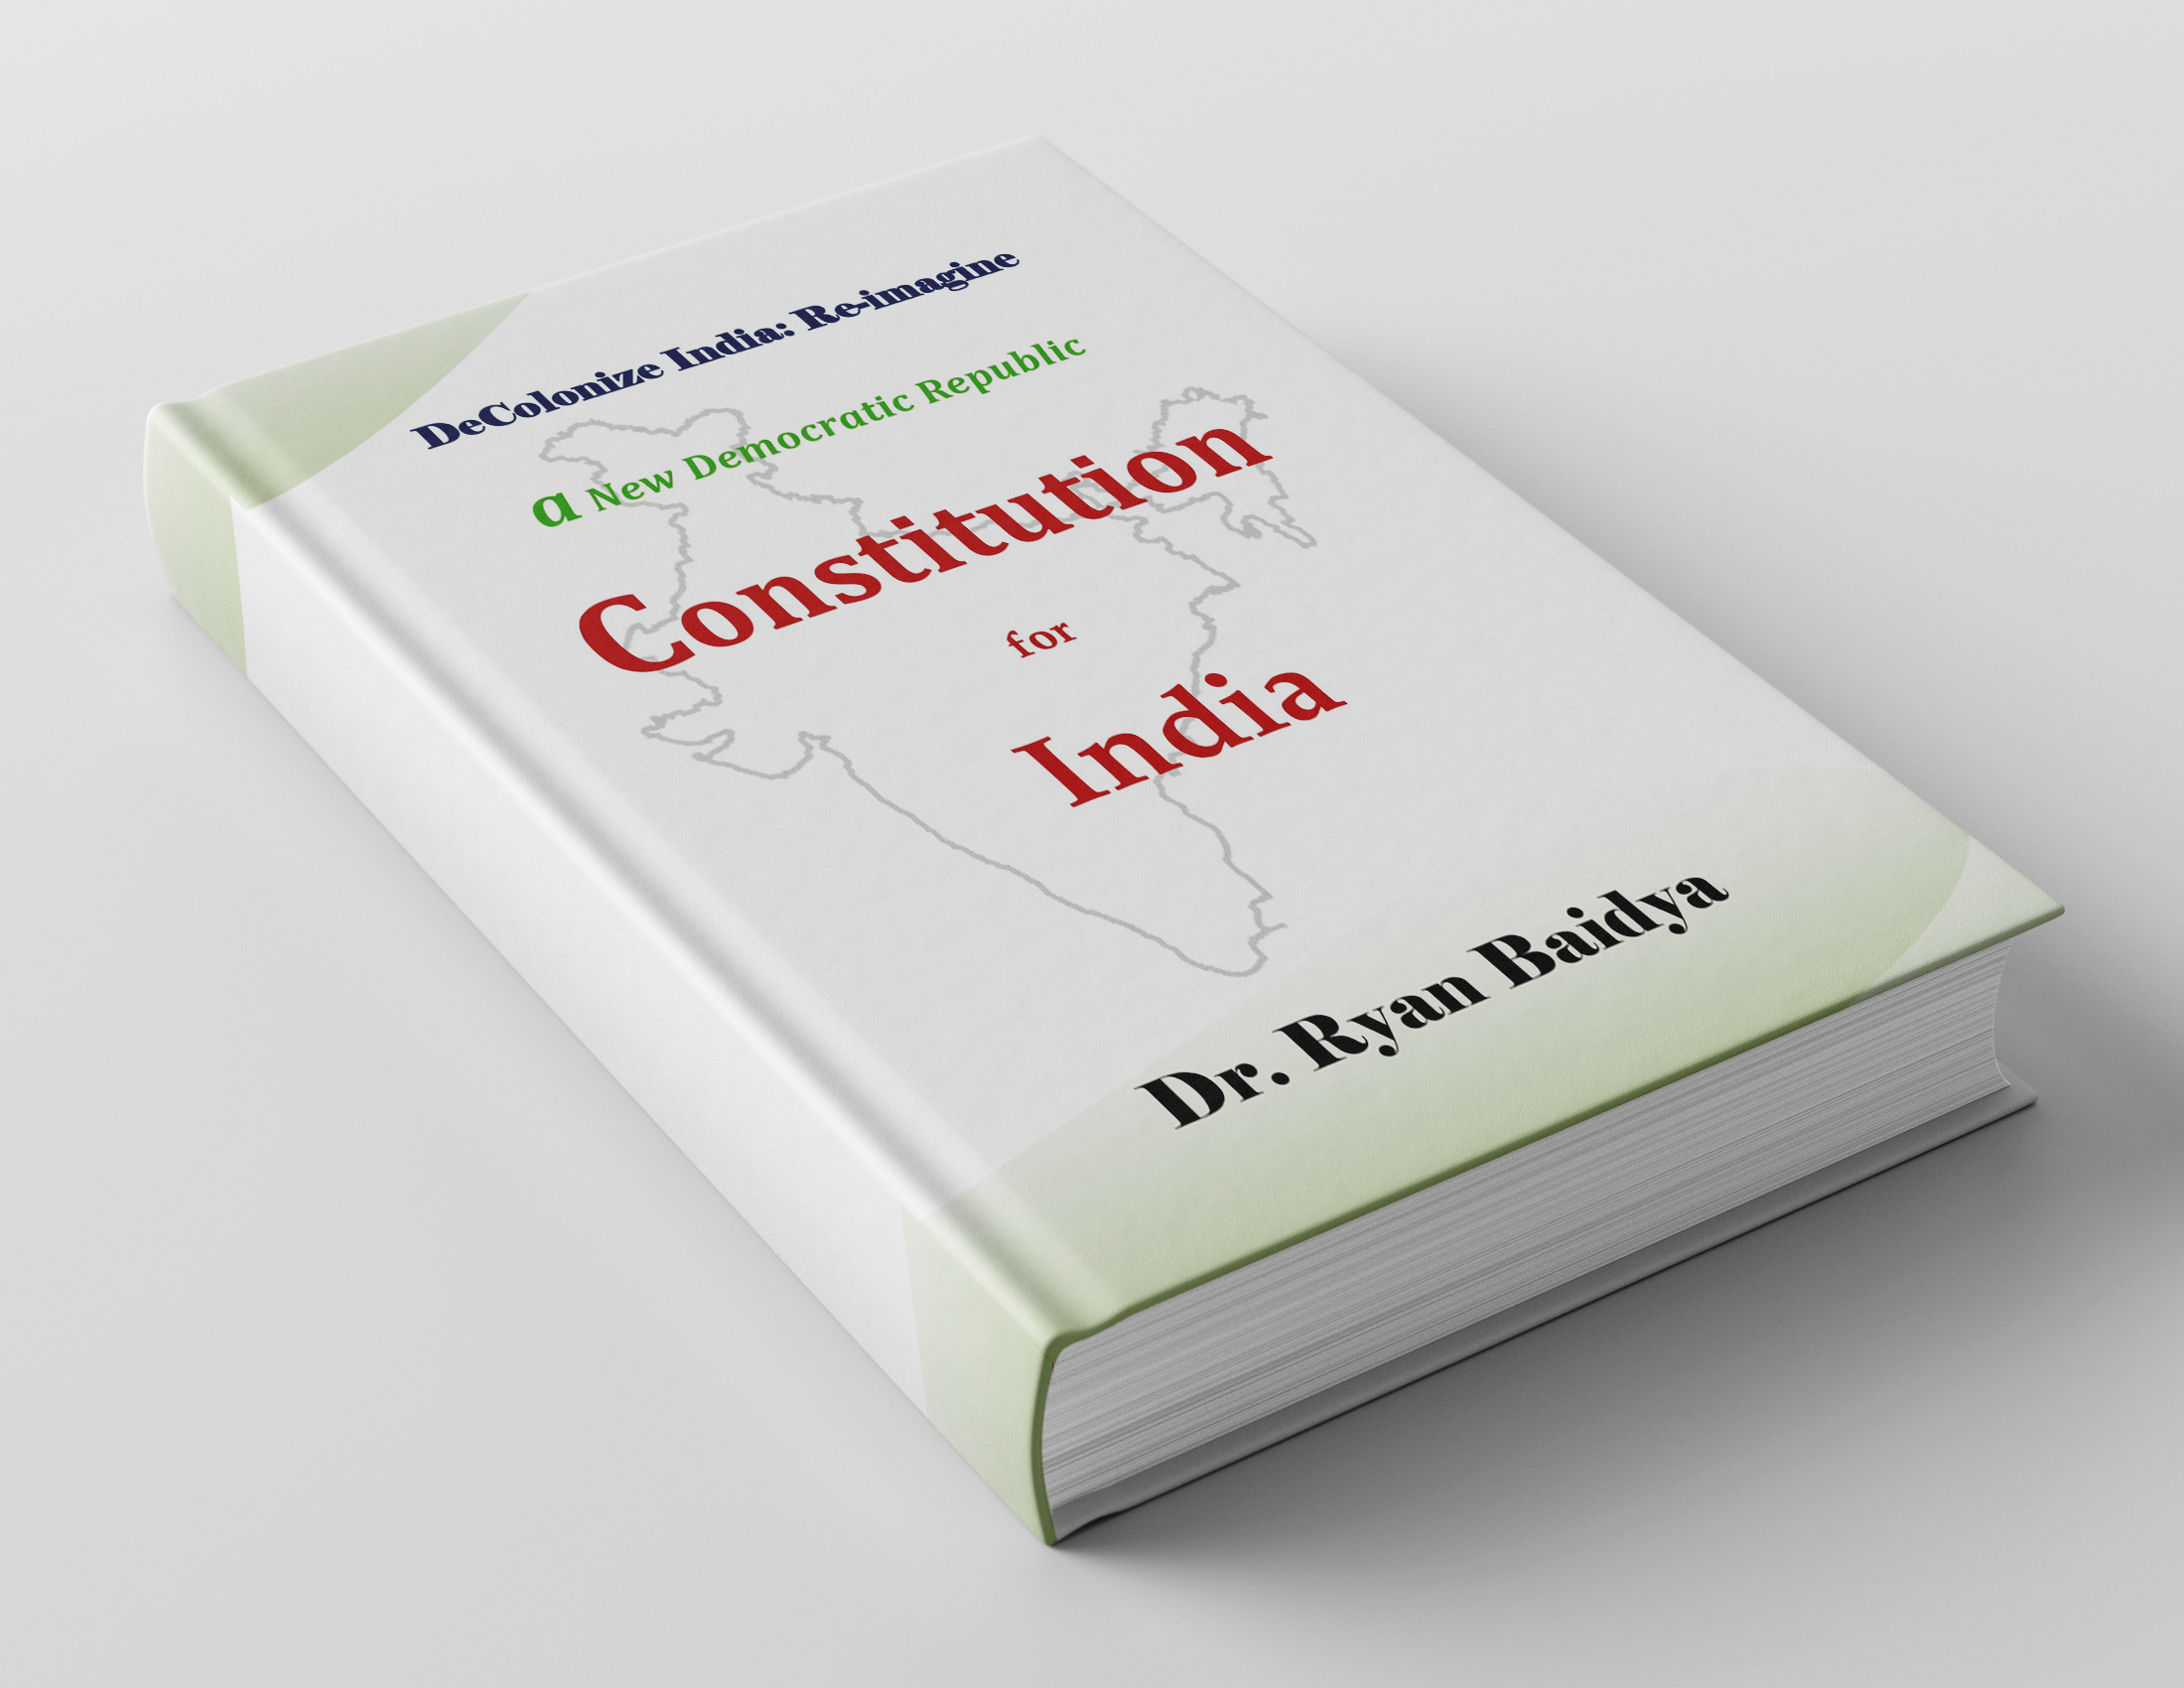 DeColonize India: Re-imagine
a New Democratic Republic
Constitution
for
India
Dr. Ryan Baidya